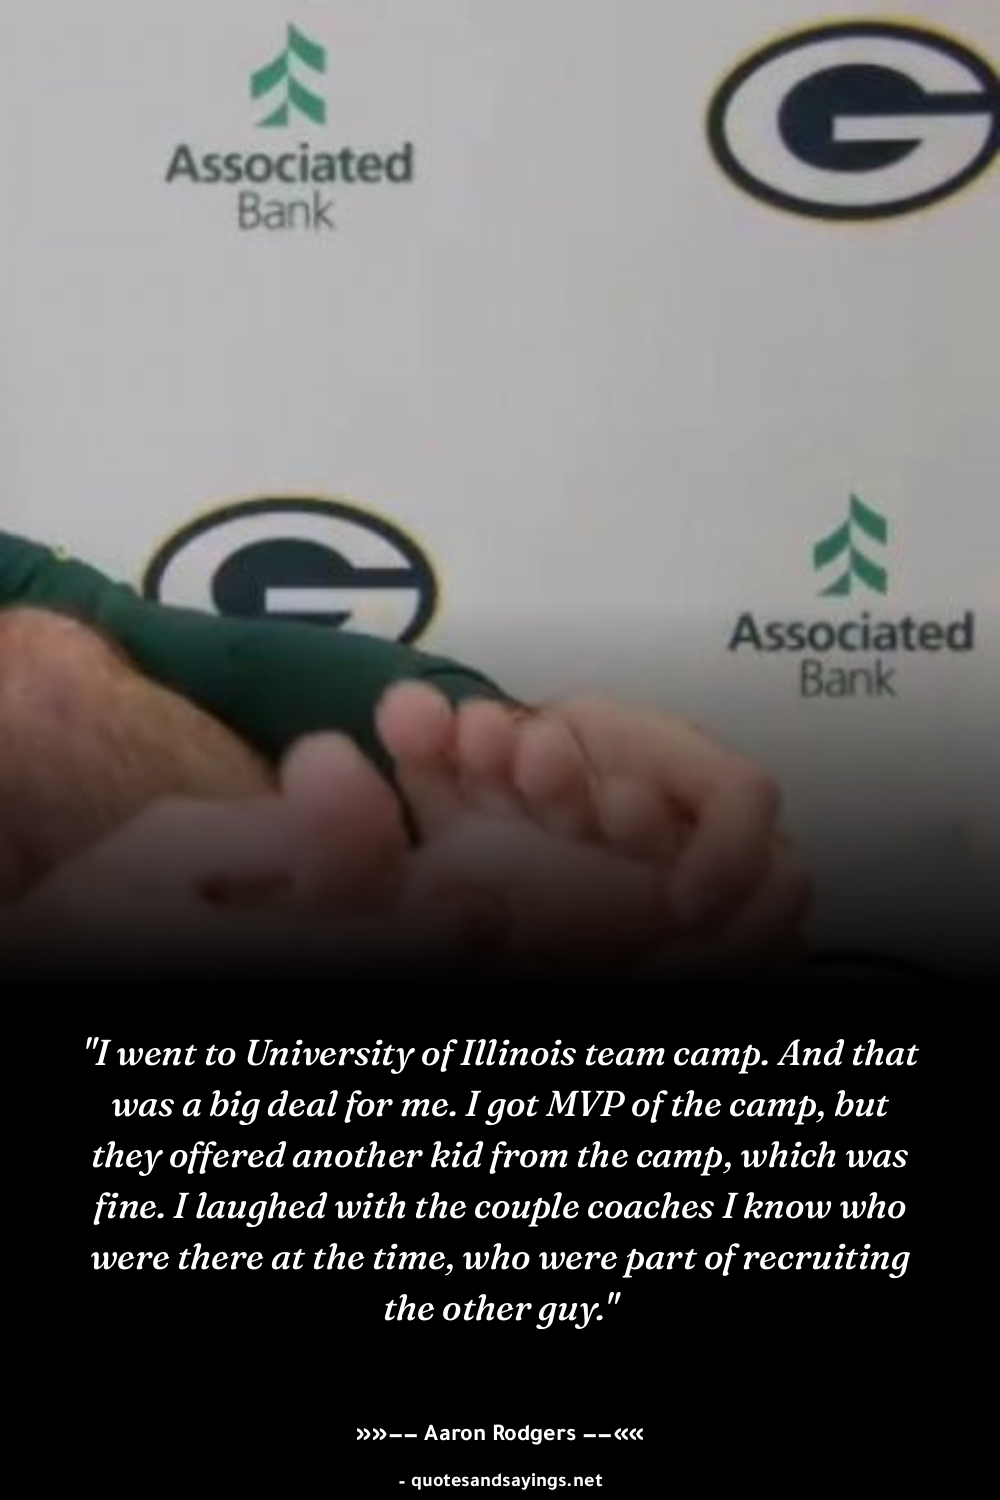 Associated
Bank
G
G
Associated
Bank
"I went to University of Illinois team camp. And that
was a big deal for me. I got MVP of the camp, but
they offered another kid from the camp, which was
fine. I laughed with the couple coaches I know who
were there at the time, who were part of recruiting
the other guy."
»»−− Aaron Rodgers −−««
- quotesandsayings.net